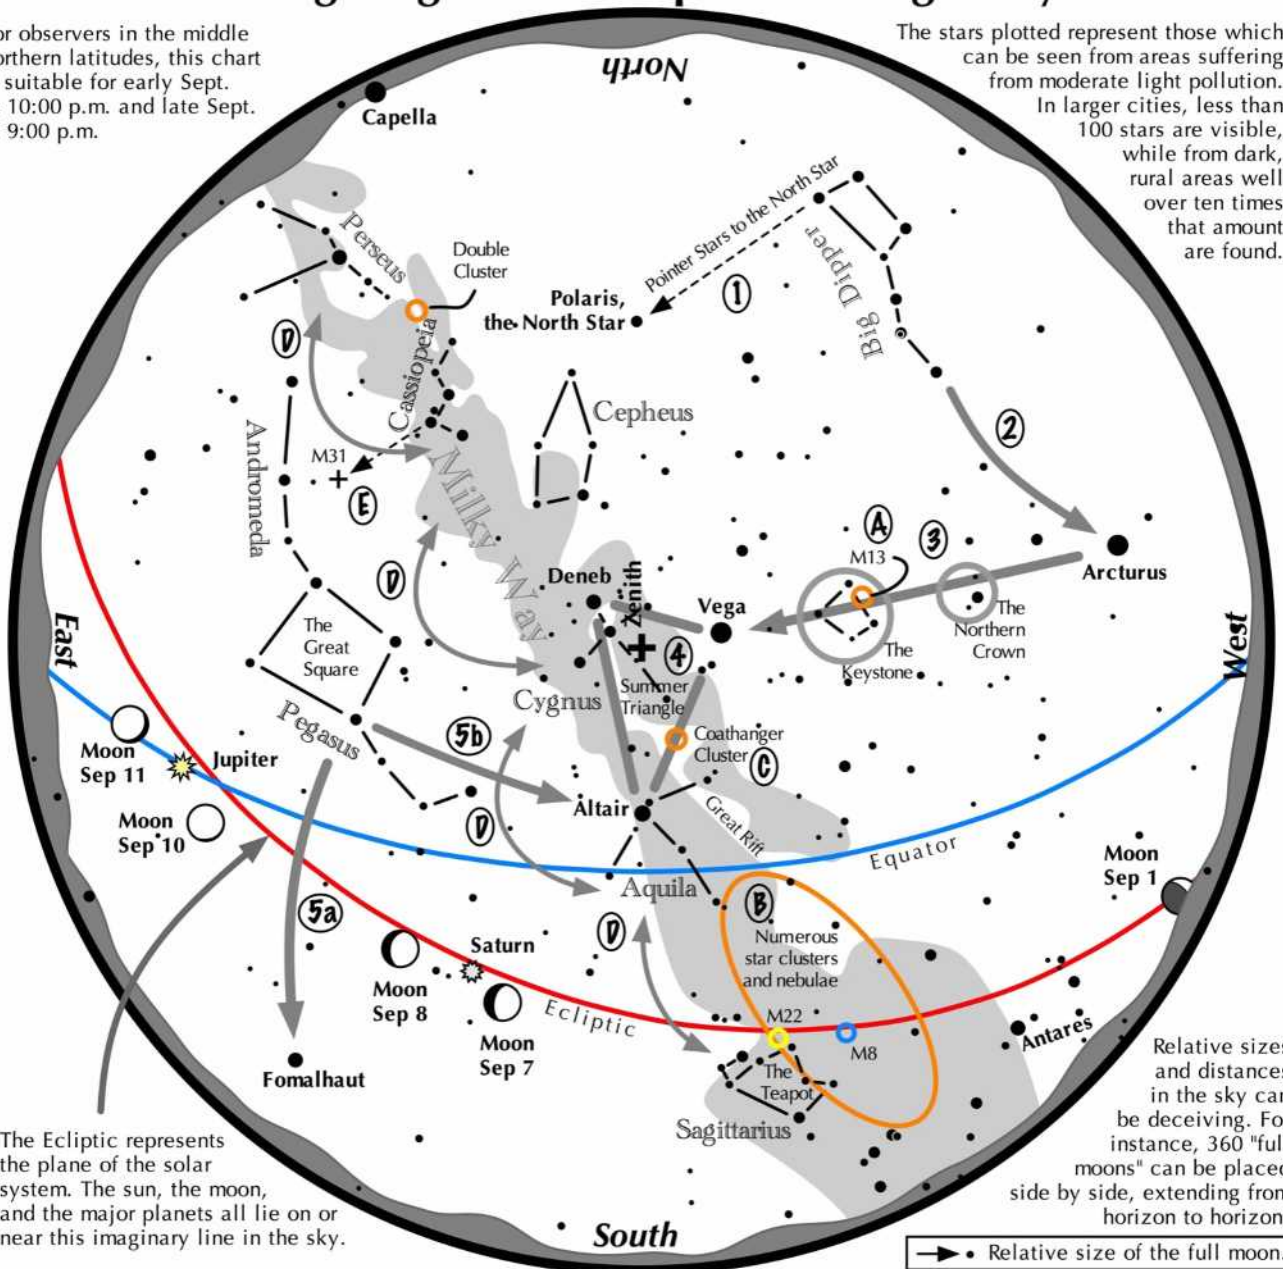 or observers in the middle
orthern latitudes, this chart
suitable for early Sept.
10:00 p.m. and late Sept.
9:00 p.m.
The stars plotted represent those which
can be seen from areas suffering
from moderate light pollution.
In larger cities, less than
100 stars are visible,
while from dark,
rural areas well
over ten times
that amount
are found.
North
Capella
Perseus
Double
Cluster
Pointer Stars to the North Star
1
Big Dipper
Polaris,
the North Star
D
Cassiopeia
Cepheus
2
Andromeda
M31
E
Milky Way
A
3
M13
Arcturus
D
Deneb
Zenith
Vega
The
Northern
Crown
The
Keystone
East
West
The
Great
Square
4
Cygnus
Summer
Triangle
Pegasus
5b
Coathanger
Cluster
C
Moon
Sep 11
Jupiter
Altair
Great Rift
D
Moon
Sep 10
Equator
Moon
Sep 1
Aquila
5a
B
D
Numerous
star clusters
and nebulae
Saturn
Moon
Sep 8
Moon
Sep 7
Ecliptic
M22
M8
Antares
The
Teapot
Fomalhaut
Sagittarius
The Ecliptic represents
the plane of the solar
system. The sun, the moon,
and the major planets all lie on or
near this imaginary line in the sky.
South
Relative sizes
and distances
in the sky can
be deceiving. For
instance, 360 "full
moons" can be placed
side by side, extending from
horizon to horizon
Relative size of the full moon.